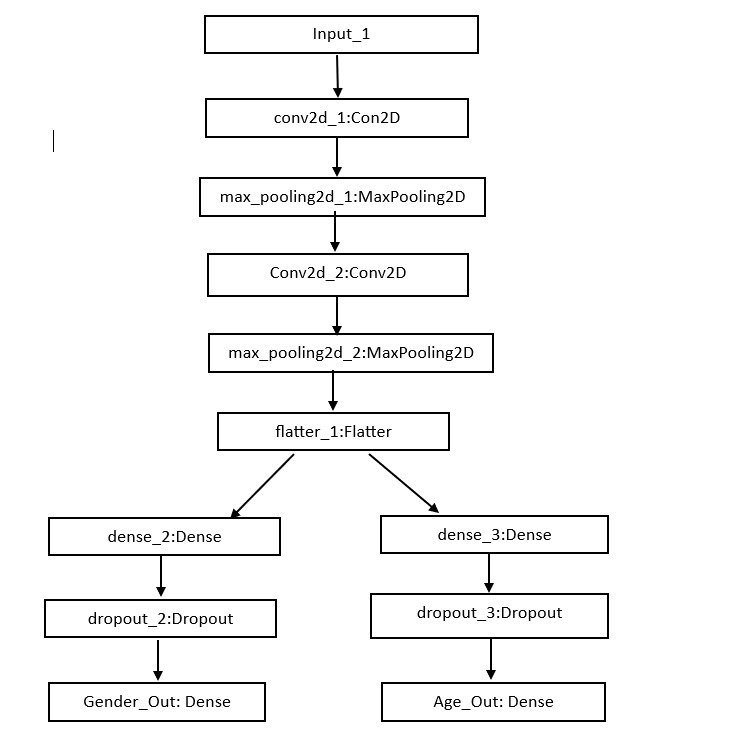 Input_1
conv2d_1:Con2D
max_pooling2d_1:MaxPooling2D
Conv2d_2:Conv2D
max_pooling2d_2:MaxPooling2D
flatter_1:Flatter
dense_2:Dense
dense_3:Dense
dropout_2:Dropout
dropout_3:Dropout
Gender_Out: Dense
Age_Out: Dense